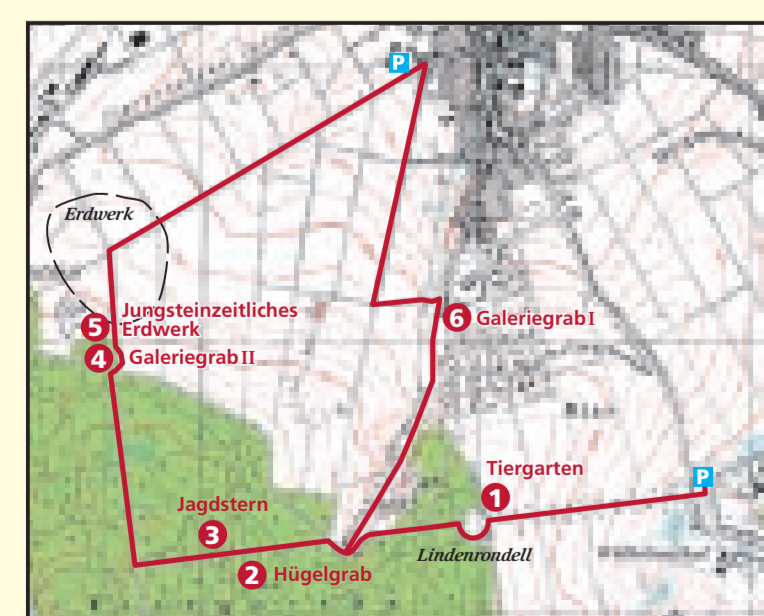 P
Erdwerk
5 Jungsteinzeitliches
Erdwerk
4 Galeriegrab II
6 Galeriegrab I
Tiergarten
1
P
Jagdstern
3
Lindenrondell
2 Hügelgrab